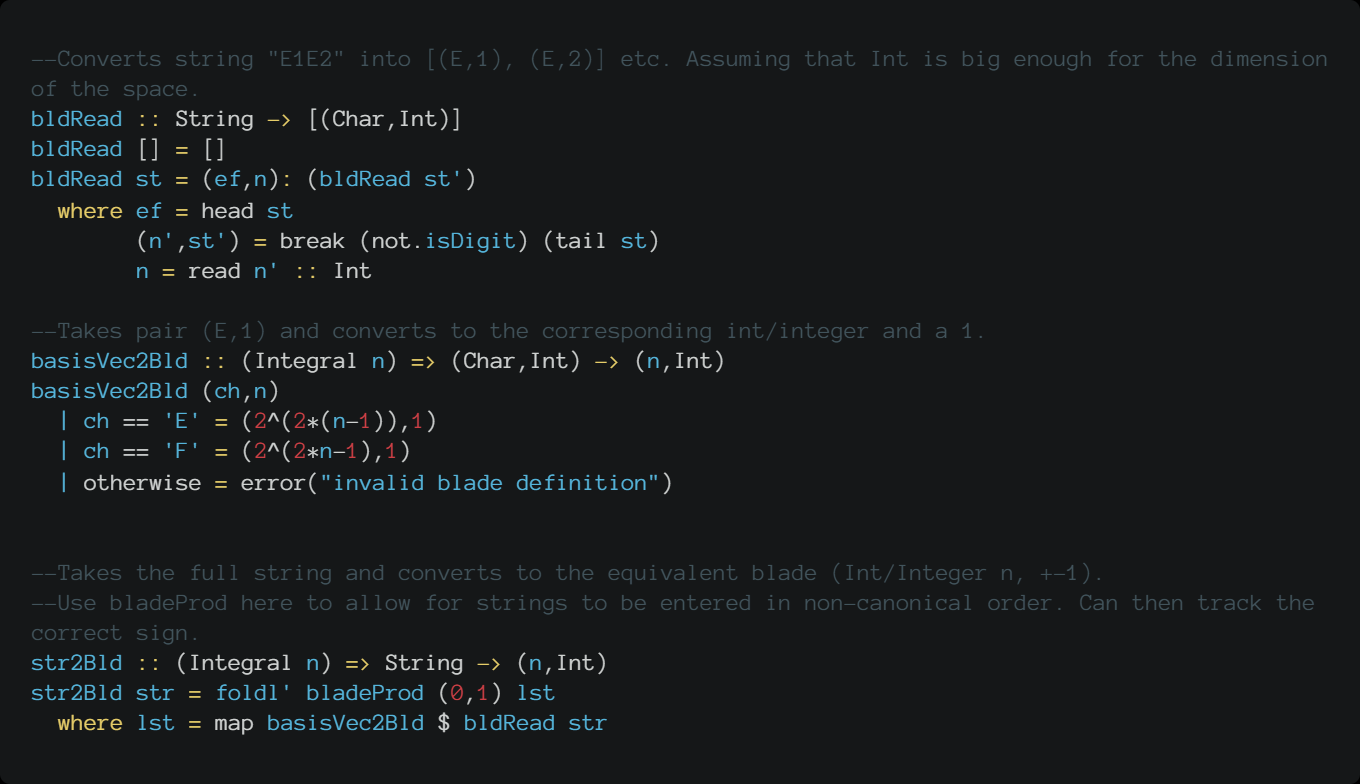 --Converts string "E1E2" into [(E,1), (E,2)] etc. Assuming that Int is big enough for the dimension
of the space.
bldRead :: String -> [(Char,Int)]
bldRead [] = []
bldRead st = (ef,n): (bldRead st')
  where ef = head st
        (n',st') = break (not.isDigit) (tail st)
        n = read n' :: Int

--Takes pair (E,1) and converts to the corresponding int/integer and a 1.
basisVec2Bld :: (Integral n) => (Char,Int) -> (n,Int)
basisVec2Bld (ch,n)
  | ch == 'E' = (2^(2*(n-1)),1)
  | ch == 'F' = (2^(2*n-1),1)
  | otherwise = error("invalid blade definition")


--Takes the full string and converts to the equivalent blade (Int/Integer n, +-1).
--Use bladeProd here to allow for strings to be entered in non-canonical order. Can then track the
correct sign.
str2Bld :: (Integral n) => String -> (n,Int)
str2Bld str = foldl' bladeProd (0,1) lst
  where lst = map basisVec2Bld $ bldRead str